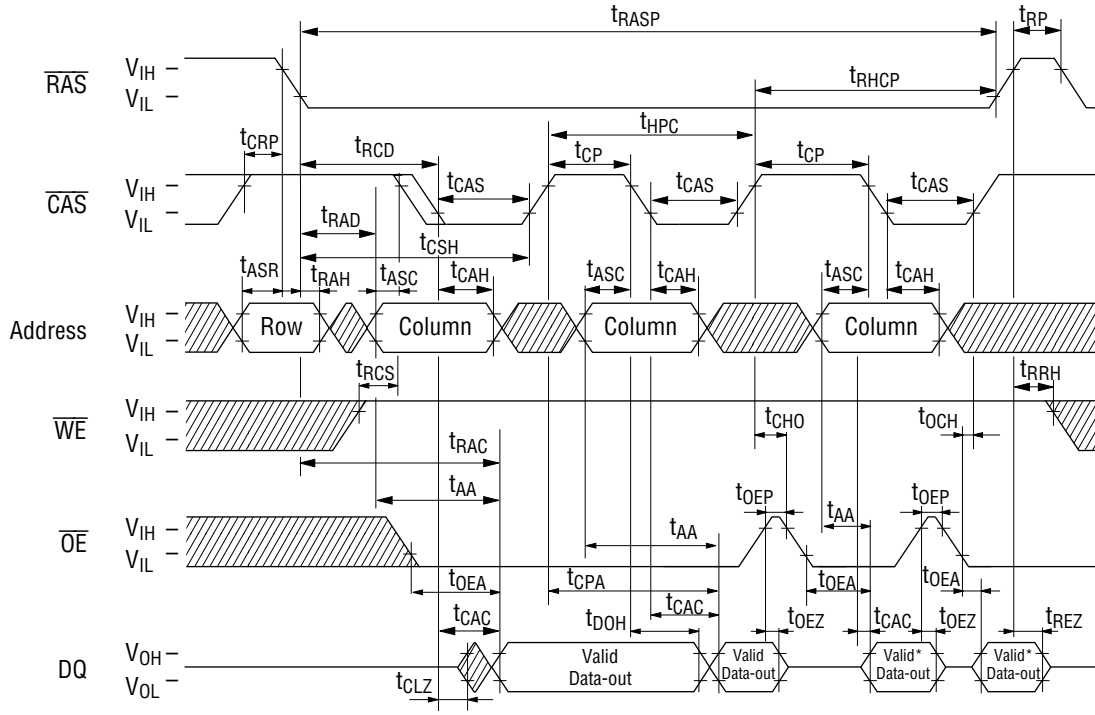 tRASP tRP
RAS VIH VIL
tRHCP
tHPC
tCRP tRCD tCP tCP
CAS VIH VIL
tCAS tCAS tCAS
tRAD
tCSH
tASR tRAH tASC tCAH tASC tCAH tASC tCAH
Address VIH VIL
Row Column Column Column
tRCS tRRH
WE VIH VIL
tCHO tOCH
tRAC
tAA tOEP tOEP
OE VIH VIL
tAA tAA
tOEA tCPA tOEA tOEA
tCAC tDOH tCAC tOEZ tCAC tOEZ tREZ
DQ VOH VOL
Valid Data-out
Valid Data-out
Valid* Data-out
Valid* Data-out
tCLZ